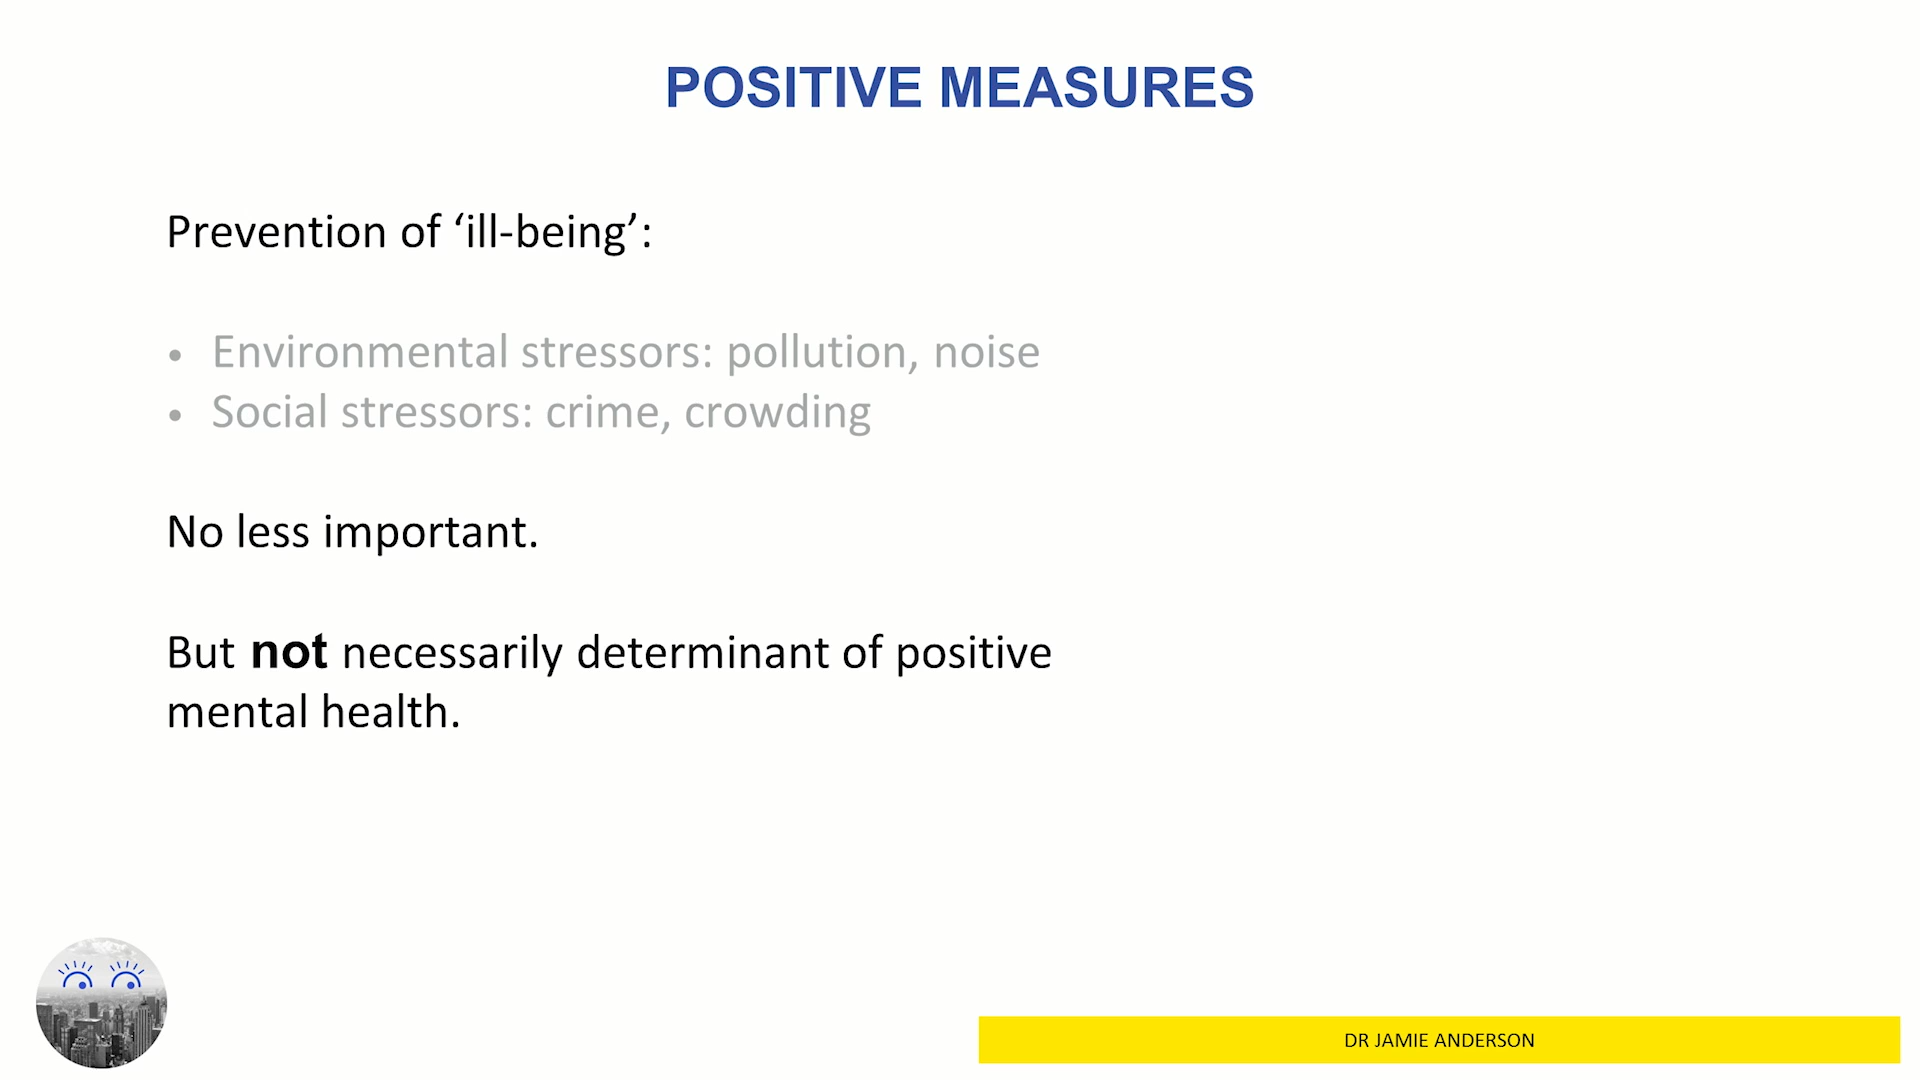 POSITIVE MEASURES
Prevention of ‘ill-being’:
• Environmental stressors: pollution, noise
• Social stressors: crime, crowding
No less important.
But not necessarily determinant of positive
mental health.
DR JAMIE ANDERSON